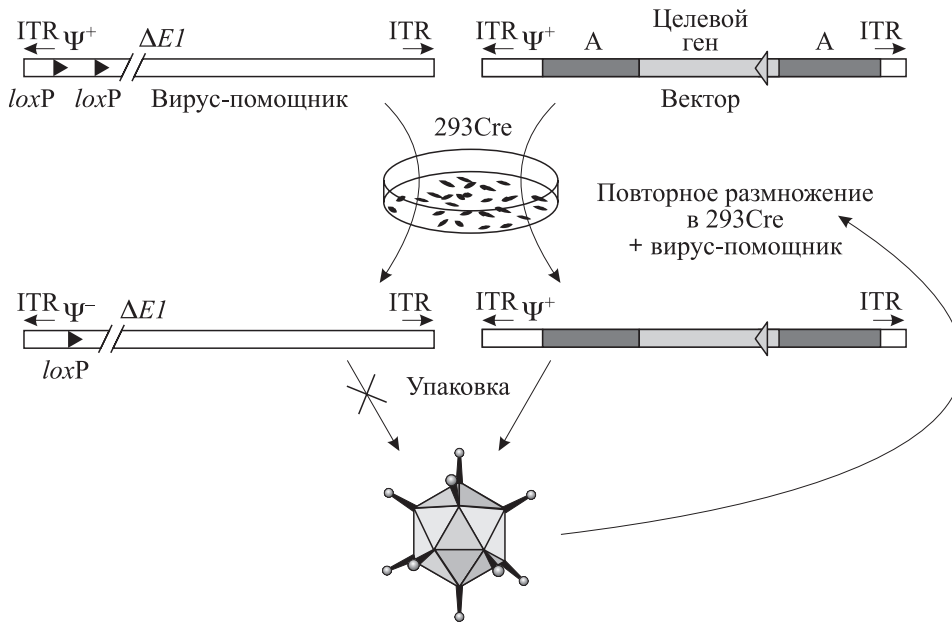 ITR Ψ⁺ ΔE1 ITR
loxP loxP Вирус-помощник
ITR Ψ⁺ A Целевой ген A ITR
Вектор
293Cre
Повторное размножение
в 293Cre
+ вирус-помощник
ITR Ψ⁻ ΔE1 ITR
loxP
ITR Ψ⁺ ITR
Упаковка